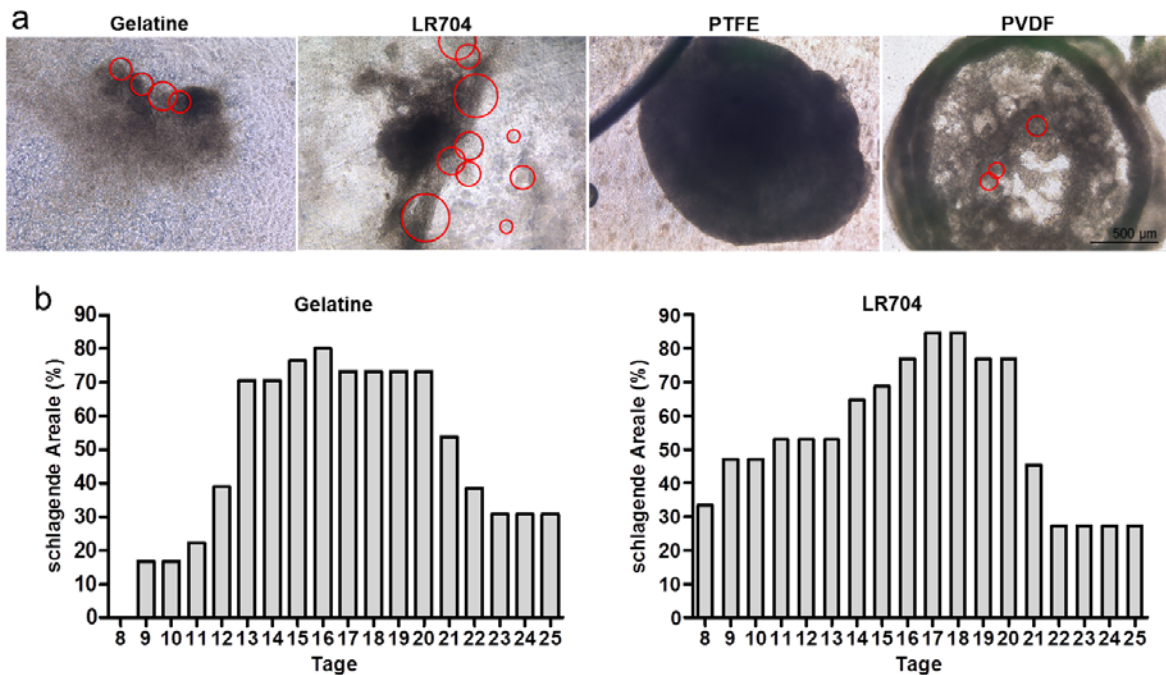 a
Gelatine
LR704
PTFE
PVDF
500 µm
b
Gelatine
schlagende Areale (%)
90
80
70
60
50
40
30
20
10
0
8 9 10 11 12 13 14 15 16 17 18 19 20 21 22 23 24 25
Tage
LR704
schlagende Areale (%)
90
80
70
60
50
40
30
20
10
0
8 9 10 11 12 13 14 15 16 17 18 19 20 21 22 23 24 25
Tage